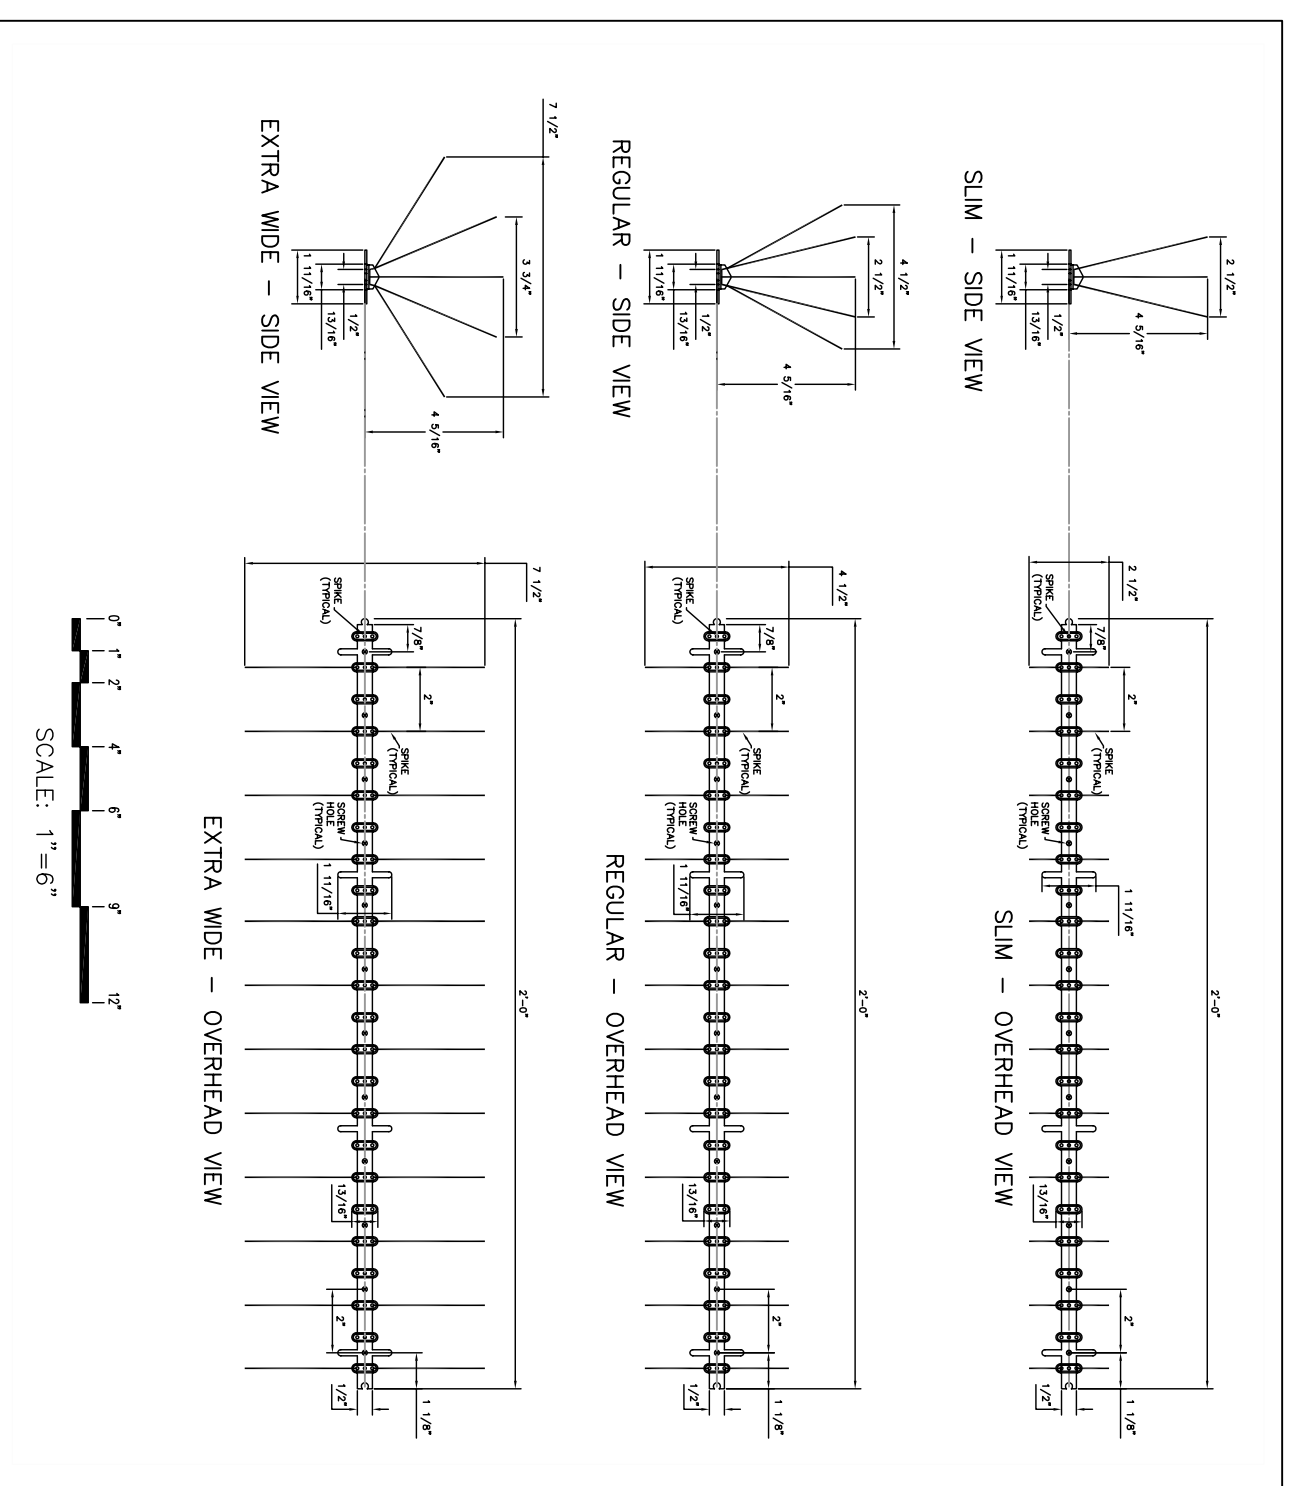 SLIM – SIDE VIEW
2 1/2"
4 5/16"
1 11/16"
13/16"
1/2"
SLIM – OVERHEAD VIEW
2'-0"
2 1/2"
7/8"
2"
SPIKE
(TYPICAL)
SPIKE
(TYPICAL)
SCREW
HOLE
(TYPICAL)
1 11/16"
13/16"
2"
1 1/8"
1/2"
REGULAR – SIDE VIEW
4 1/2"
2 1/2"
4 5/16"
1 11/16"
13/16"
1/2"
REGULAR – OVERHEAD VIEW
2'-0"
4 1/2"
7/8"
2"
SPIKE
(TYPICAL)
SPIKE
(TYPICAL)
SCREW
HOLE
(TYPICAL)
1 11/16"
13/16"
2"
1 1/8"
1/2"
EXTRA WIDE – SIDE VIEW
7 1/2"
3 3/4"
4 5/16"
1 11/16"
13/16"
1/2"
EXTRA WIDE – OVERHEAD VIEW
2'-0"
7 1/2"
7/8"
2"
SPIKE
(TYPICAL)
SPIKE
(TYPICAL)
SCREW
HOLE
(TYPICAL)
1 11/16"
13/16"
2"
1 1/8"
1/2"
0" 1" 2" 4" 6" 9" 12"
SCALE: 1"=6"